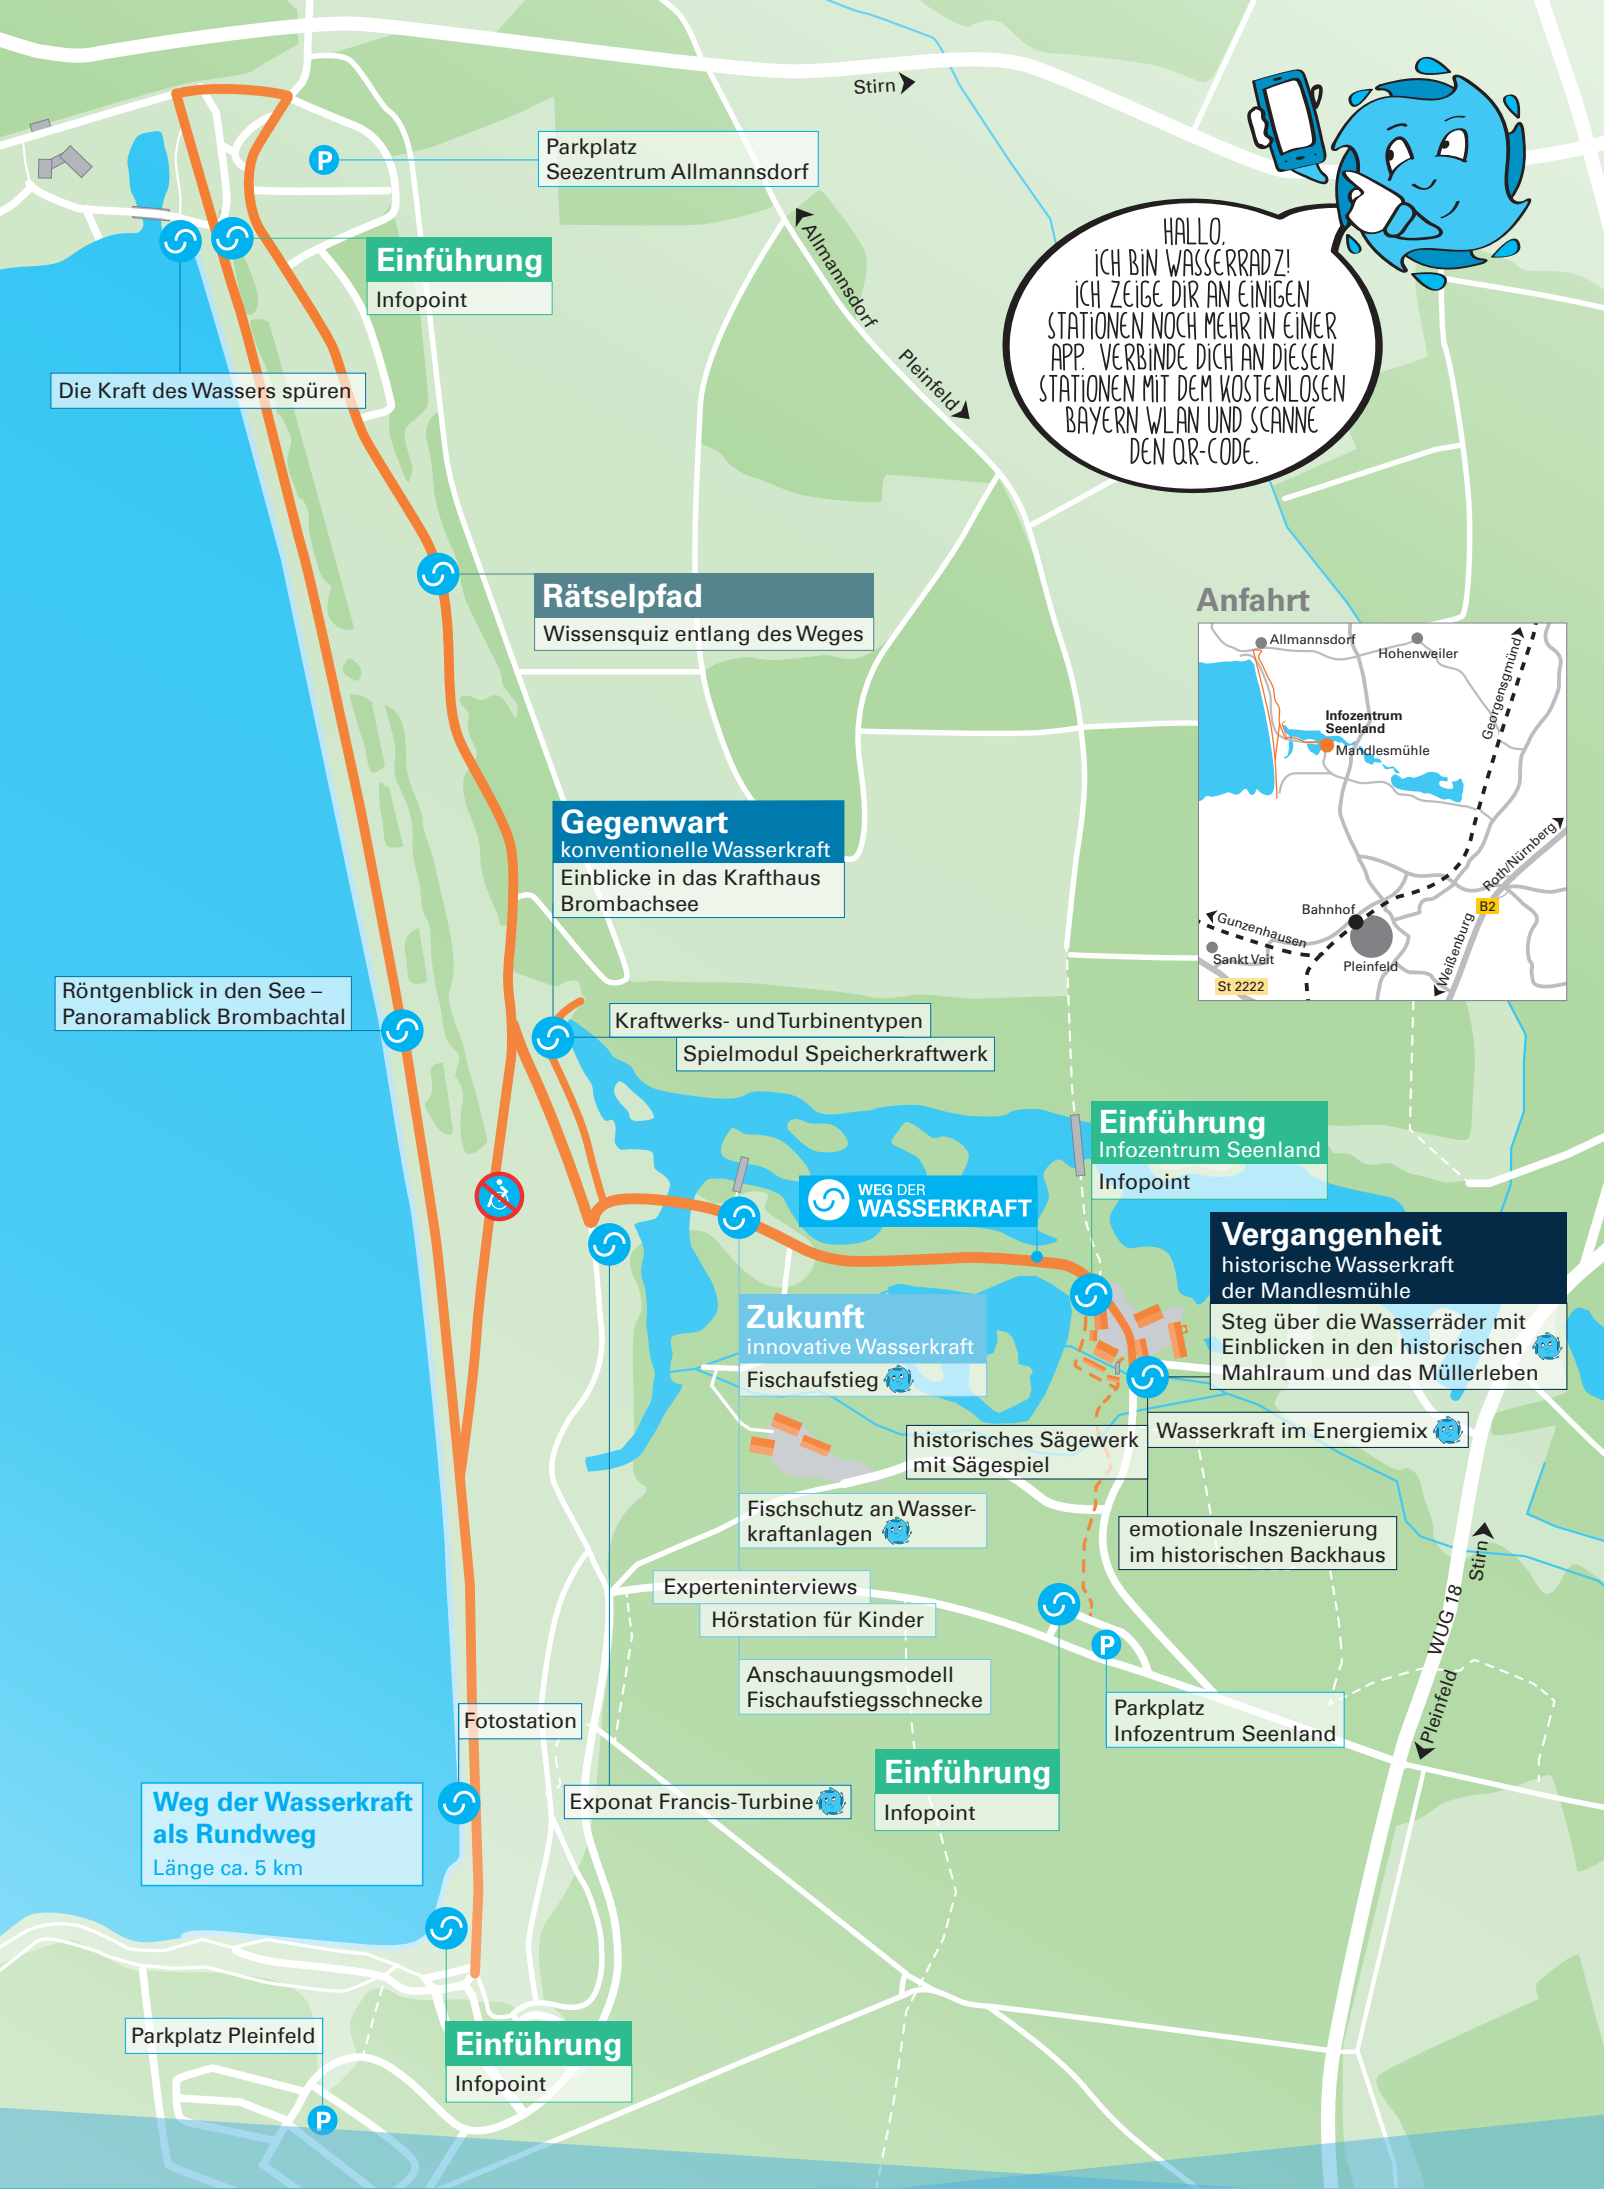 Stirn
P
Parkplatz
Seezentrum Allmannsdorf
Allmannsdorf
Pleinfeld
HALLO,
ICH BIN WASSERRADZ!
ICH ZEIGE DIR AN EINIGEN
STATIONEN NOCH MEHR IN EINER
APP. VERBINDE DICH AN DIESEN
STATIONEN MIT DEM KOSTENLOSEN
BAYERN WLAN UND SCANNE
DEN QR-CODE.
Einführung
Infopoint
Die Kraft des Wassers spüren
Rätselpfad
Wissensquiz entlang des Weges
Anfahrt
Allmannsdorf
Hohenweiler
Georgensgmünd
Infozentrum
Seenland
Mandlesmühle
Roth/Nürnberg
B2
Bahnhof
Gunzenhausen
Weißenburg
Sankt Veit
Pleinfeld
St 2222
Gegenwart
konventionelle Wasserkraft
Einblicke in das Krafthaus
Brombachsee
Röntgenblick in den See –
Panoramablick Brombachtal
Kraftwerks- und Turbinentypen
Spielmodul Speicherkraftwerk
Einführung
Infozentrum Seenland
Infopoint
WEG DER
WASSERKRAFT
Vergangenheit
historische Wasserkraft
der Mandlesmühle
Steg über die Wasserräder mit
Einblicken in den historischen
Mahlraum und das Müllerleben
Zukunft
innovative Wasserkraft
Fischaufstieg
historisches Sägewerk
mit Sägespiel
Wasserkraft im Energiemix
Fischschutz an Wasser-
kraftanlagen
emotionale Inszenierung
im historischen Backhaus
Stirn
WUG 18
Pleinfeld
Experteninterviews
Hörstation für Kinder
P
Anschauungsmodell
Fischaufstiegsschnecke
Parkplatz
Infozentrum Seenland
Fotostation
Einführung
Infopoint
Exponat Francis-Turbine
Weg der Wasserkraft
als Rundweg
Länge ca. 5 km
Parkplatz Pleinfeld
Einführung
Infopoint
P